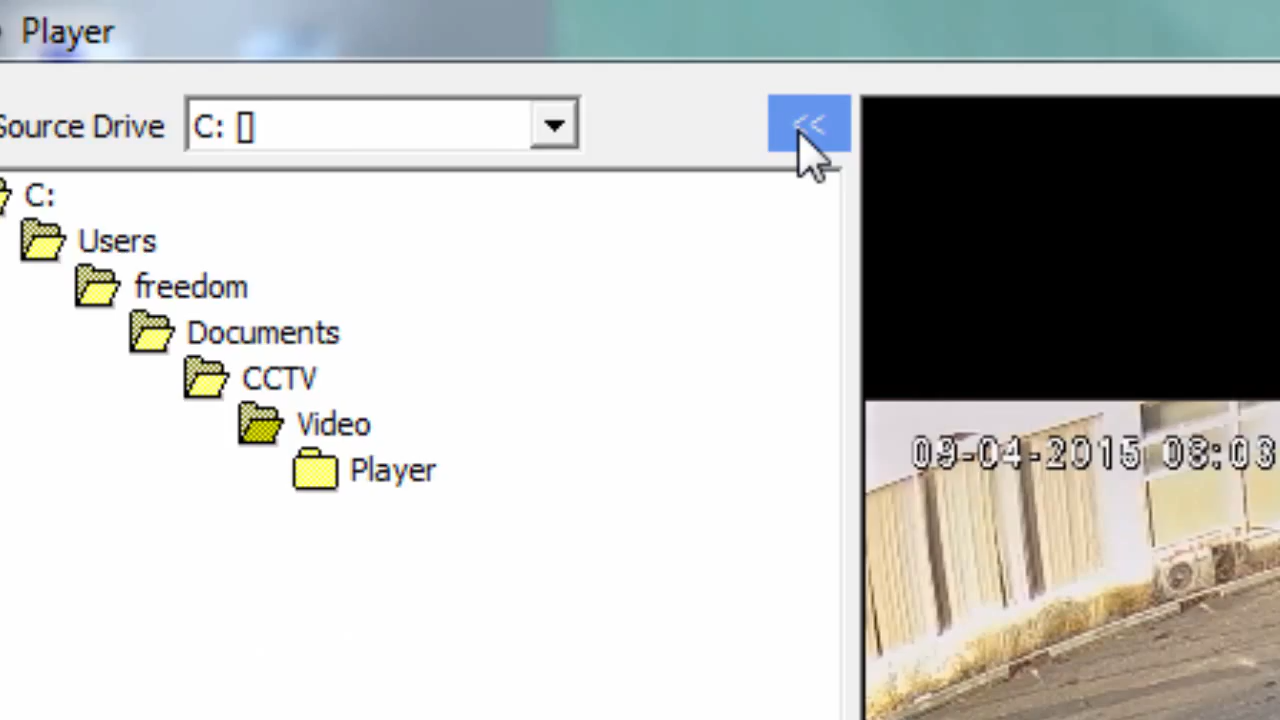 Player
Source Drive
C: []
<<
C:
Users
freedom
Documents
CCTV
Video
Player
09-04-2015 08:03